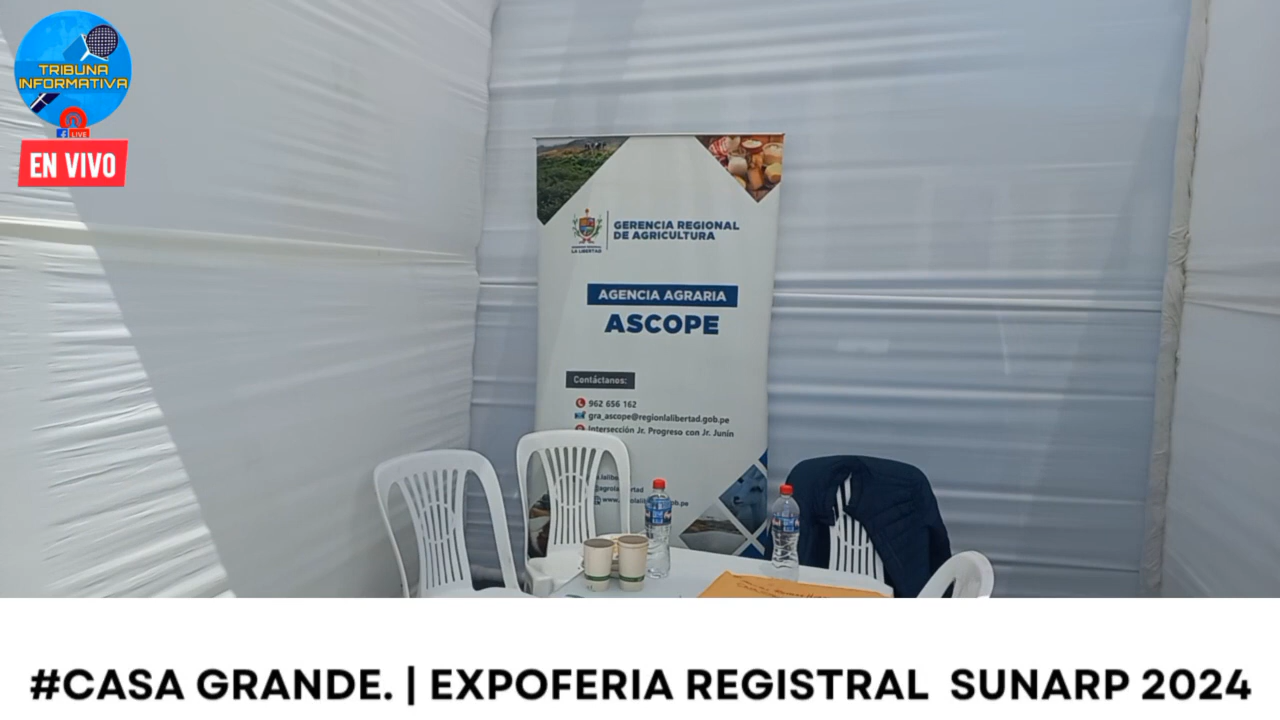 TRIBUNA
INFORMATIVA
LIVE
EN VIVO
GERENCIA REGIONAL
DE AGRICULTURA
LA LIBERTAD
AGENCIA AGRARIA
ASCOPE
Contáctanos:
962 656 162
gra_ascope@regionlalibertad.gob.pe
Intersección Jr. Progreso con Jr. Junín
#CASA GRANDE. | EXPOFERIA REGISTRAL SUNARP 2024